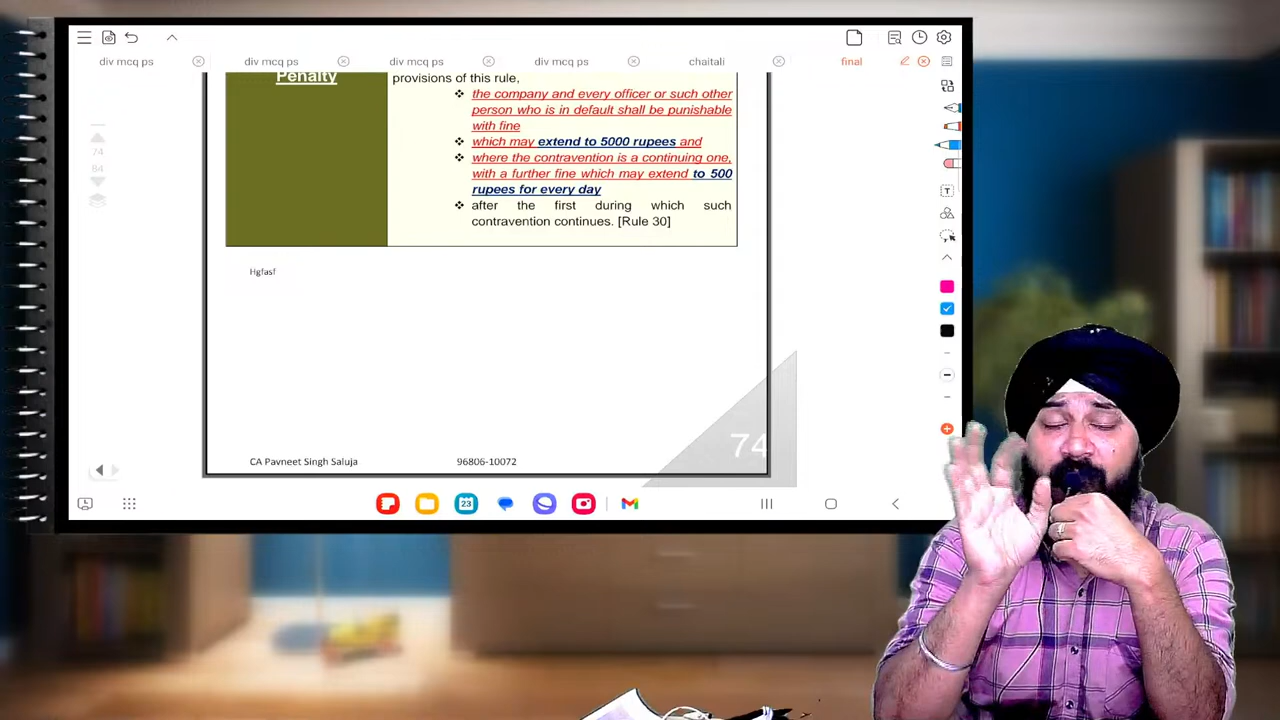 div mcq ps
div mcq ps
div mcq ps
div mcq ps
chaitali
final
74
84
Penalty
provisions of this rule,
❖ the company and every officer or such other
person who is in default shall be punishable
with fine
❖ which may extend to 5000 rupees and
❖ where the contravention is a continuing one,
with a further fine which may extend to 500
rupees for every day
❖ after the first during which such
contravention continues. [Rule 30]
Hgfasf
74
CA Pavneet Singh Saluja
96806-10072
T
23